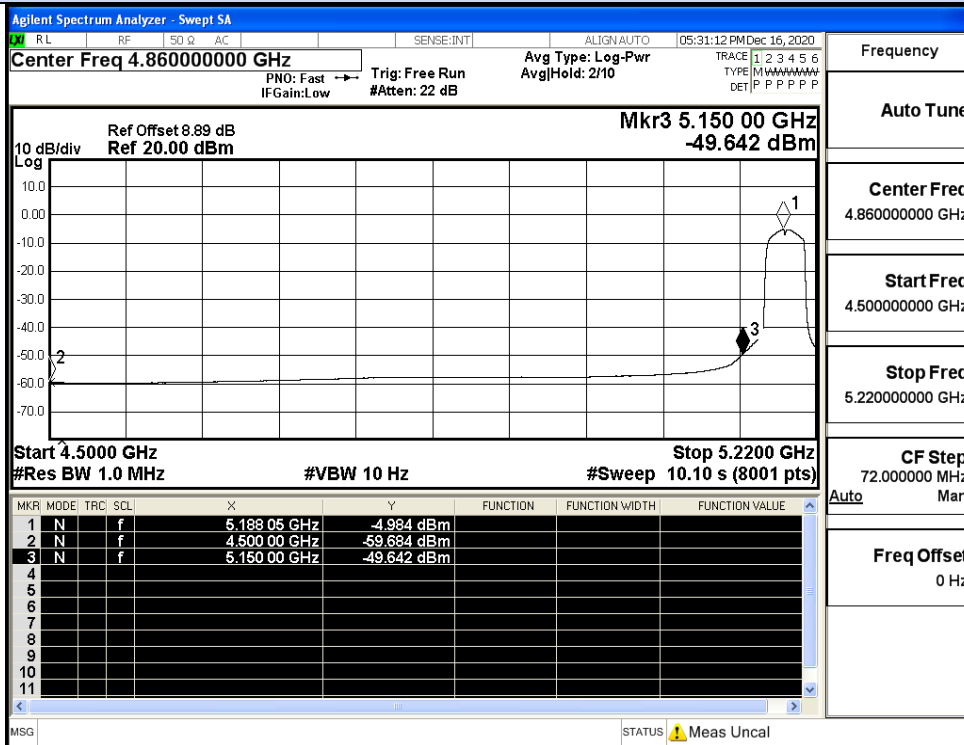 Agilent Spectrum Analyzer - Swept SA
LXI RL RF 50 Ω AC SENSE:INT ALIGNAUTO 05:31:12 PMDec 16, 2020
Center Freq 4.860000000 GHz
PNO: Fast
IFGain:Low
Trig: Free Run
#Atten: 22 dB
Avg Type: Log-Pwr
Avg|Hold: 2/10
TRACE 1 2 3 4 5 6
TYPE M
DET P P P P P P
Mkr3 5.150 00 GHz
-49.642 dBm
Ref Offset 8.89 dB
10 dB/div Ref 20.00 dBm
Log
10.0
0.00
-10.0
-20.0
-30.0
-40.0
-50.0
-60.0
-70.0
1
2
3
Start 4.5000 GHz Stop 5.2200 GHz
#Res BW 1.0 MHz #VBW 10 Hz #Sweep 10.10 s (8001 pts)
MKR MODE TRC SCL X Y FUNCTION FUNCTION WIDTH FUNCTION VALUE
1 N f 5.188 05 GHz -4.984 dBm
2 N f 4.500 00 GHz -59.684 dBm
3 N f 5.150 00 GHz -49.642 dBm
4
5
6
7
8
9
10
11
MSG STATUS Meas Uncal
Frequency
Auto Tune
Center Freq
4.860000000 GHz
Start Freq
4.500000000 GHz
Stop Freq
5.220000000 GHz
CF Step
72.000000 MHz
Auto Man
Freq Offset
0 Hz